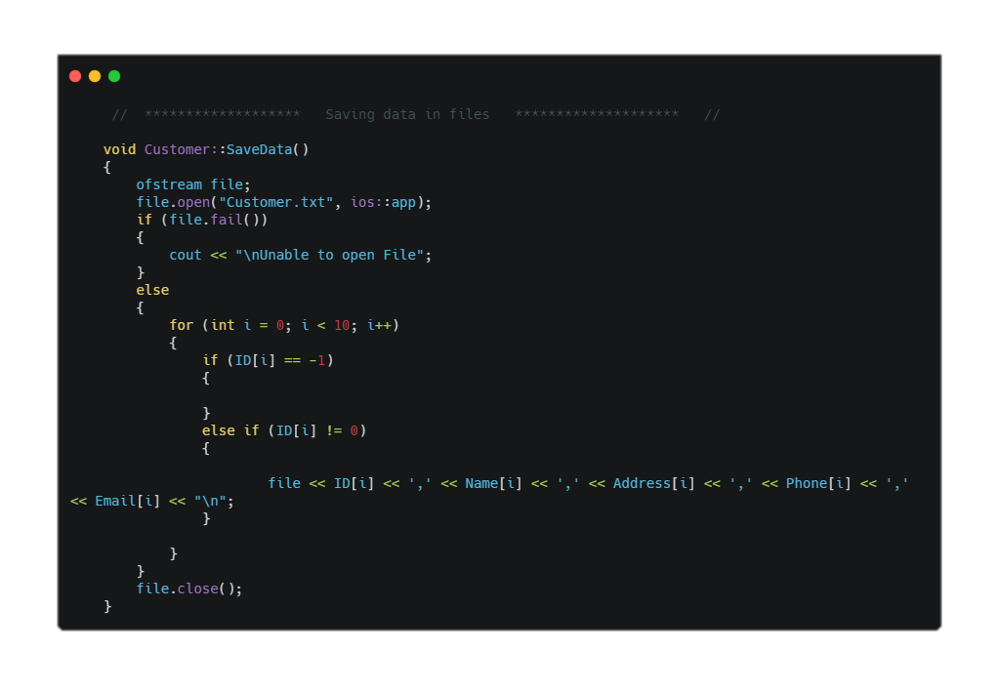 //  *******************   Saving data in files   ********************   //
void Customer::SaveData()
{
ofstream file;
file.open("Customer.txt", ios::app);
if (file.fail())
{
cout << "\nUnable to open File";
}
else
{
for (int i = 0; i < 10; i++)
{
if (ID[i] == -1)
{
}
else if (ID[i] != 0)
{
file << ID[i] << ',' << Name[i] << ',' << Address[i] << ',' << Phone[i] << ','
<< Email[i] << "\n";
}
}
}
file.close();
}